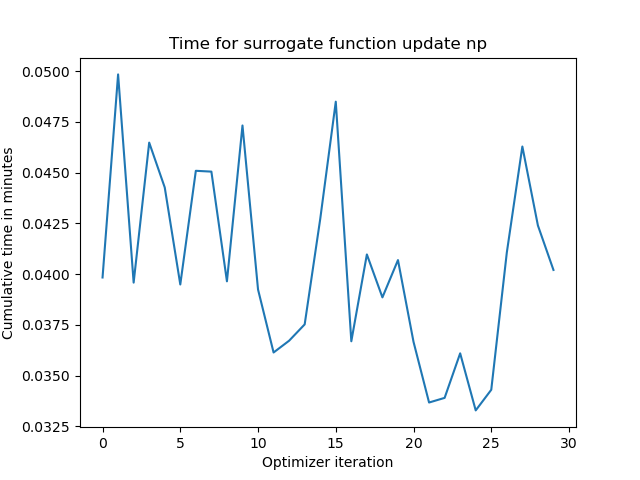 Time for surrogate function update np
Cumulative time in minutes
0.0500
0.0475
0.0450
0.0425
0.0400
0.0375
0.0350
0.0325
0 5 10 15 20 25 30
Optimizer iteration